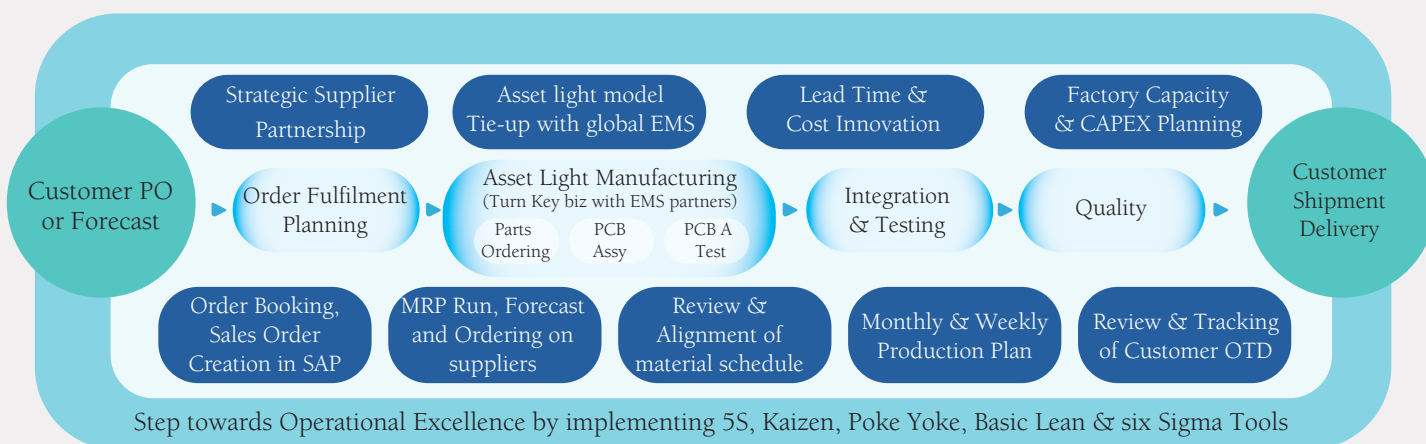 Strategic Supplier
Partnership
Asset light model
Tie-up with global EMS
Lead Time &
Cost Innovation
Factory Capacity
& CAPEX Planning
Customer PO
or Forecast
Order Fulfilment
Planning
Asset Light Manufacturing
(Turn Key biz with EMS partners)
Parts
Ordering
PCB
Assy
PCB A
Test
Integration
& Testing
Quality
Customer
Shipment
Delivery
Order Booking,
Sales Order
Creation in SAP
MRP Run, Forecast
and Ordering on
suppliers
Review &
Alignment of
material schedule
Monthly & Weekly
Production Plan
Review & Tracking
of Customer OTD
Step towards Operational Excellence by implementing 5S, Kaizen, Poke Yoke, Basic Lean & six Sigma Tools